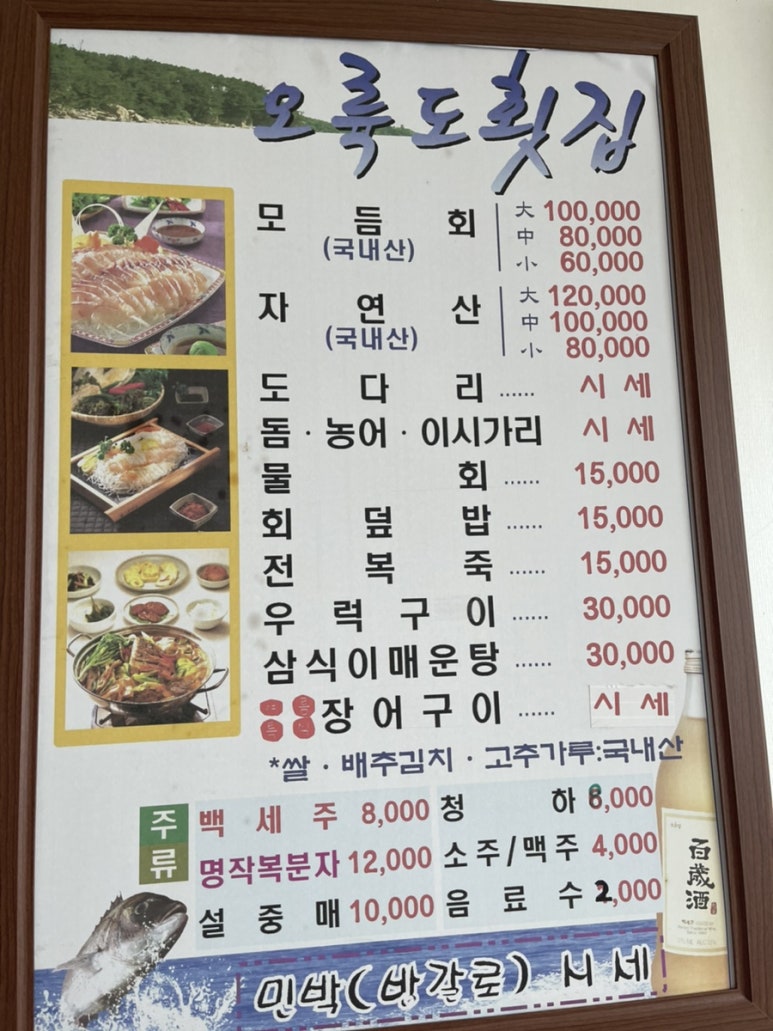 오륙도횟집
모듬회 大 100,000
(국내산) 中 80,000
小 60,000
자연산 大 120,000
(국내산) 中 100,000
小 80,000
도다리 ...... 시세
돔·농어·이시가리 시세
물회 ...... 15,000
회덮밥 ...... 15,000
전복죽 ...... 15,000
우럭구이 ...... 30,000
삼식이매운탕 ...... 30,000
장어구이 ...... 시세
*쌀·배추김치·고추가루:국내산
주류
백세주 8,000
명작복분자 12,000
설중매 10,000
청하 6,000
소주/맥주 4,000
음료수 2,000
百歲酒
민박(방갈로) 시세